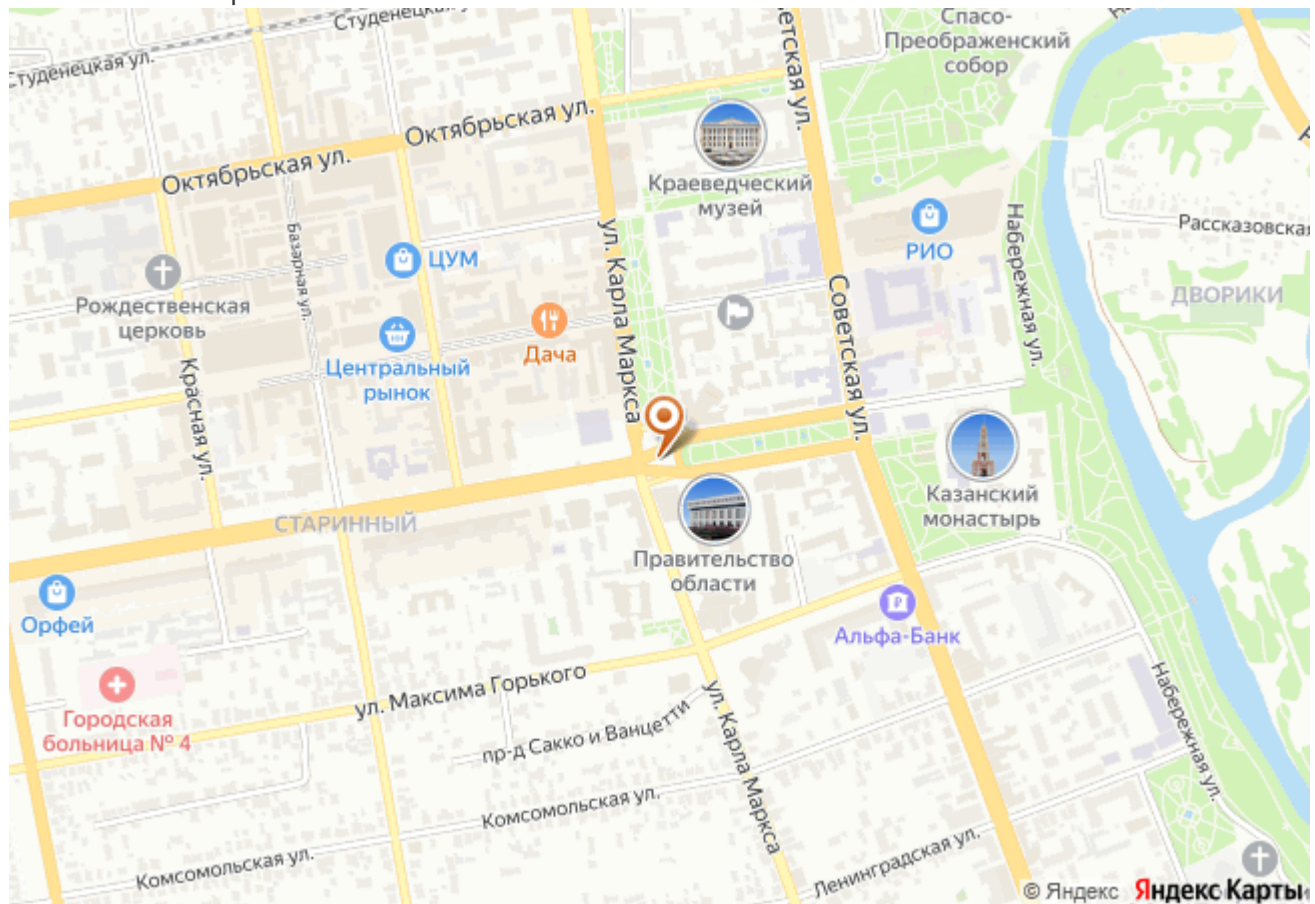 Студенецкая ул.
Студенецкая
Спасо-
Преображенский
собор
Советская ул.
Октябрьская ул.
Октябрьская ул.
Краеведческий
музей
ул. Карла Маркса
Базарная ул.
ЦУМ
РИО
Набережная ул.
Рассказовская
ДВОРИКИ
Рождественская
церковь
Дача
Советская ул.
Центральный
рынок
Красная ул.
СТАРИННЫЙ
Казанский
монастырь
Правительство
области
Орфей
Альфа-Банк
Городская
больница № 4
ул. Максима Горького
пр-д Сакко и Ванцетти
ул. Карла Маркса
Набережная ул.
Комсомольская ул.
Комсомольская ул.
Ленинградская ул.
© Яндекс Яндекс Карты